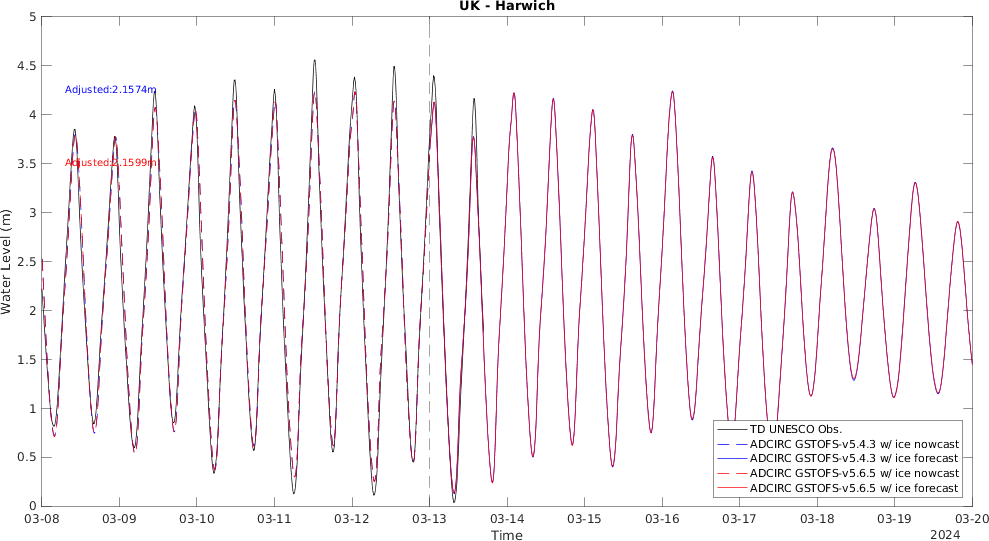 UK - Harwich
5
4.5
4
3.5
3
2.5
2
1.5
1
0.5
0
Water Level (m)
Adjusted:2.1574m
Adjusted:2.1599m
TD UNESCO Obs.
ADCIRC GSTOFS-v5.4.3 w/ ice nowcast
ADCIRC GSTOFS-v5.4.3 w/ ice forecast
ADCIRC GSTOFS-v5.6.5 w/ ice nowcast
ADCIRC GSTOFS-v5.6.5 w/ ice forecast
03-08 03-09 03-10 03-11 03-12 03-13 03-14 03-15 03-16 03-17 03-18 03-19 03-20
Time
2024